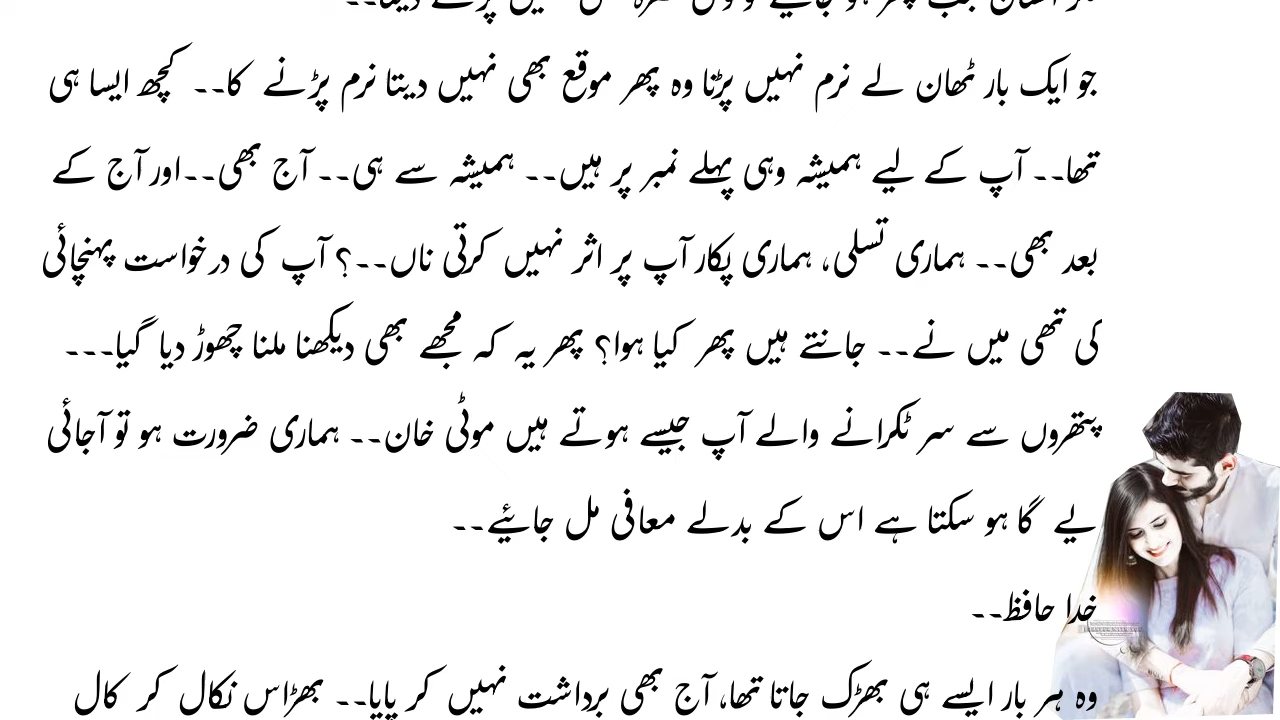 جو ایک بار ٹھان لے نرم نہیں پڑنا وہ پھر موقع بھی نہیں دیتا نرم پڑنے کا۔۔ کچھ ایسا ہی
تھا۔۔ آپ کے لیے ہمیشہ وہی پہلے نمبر پر ہیں۔۔ ہمیشہ سے ہی۔۔ آج بھی۔۔اور آج کے
بعد بھی۔۔ ہماری تسلی، ہماری پکار آپ پر اثر نہیں کرتی ناں۔۔؟ آپ کی درخواست پہنچائی
کی تھی میں نے۔۔ جانتے ہیں پھر کیا ہوا؟ پھر یہ کہ مجھے بھی دیکھنا ملنا چھوڑ دیا گیا۔۔۔
پتھروں سے سر ٹکرانے والے آپ جیسے ہوتے ہیں موٹی خان۔۔ ہماری ضرورت ہو تو آجائی
یے گا ہو سکتا ہے اس کے بدلے معافی مل جائیے۔۔
خدا حافظ۔۔
وہ ہر بار ایسے ہی بھڑک جاتا تھا، آج بھی برداشت نہیں کر پایا۔۔ بھڑاس نکال کر کال